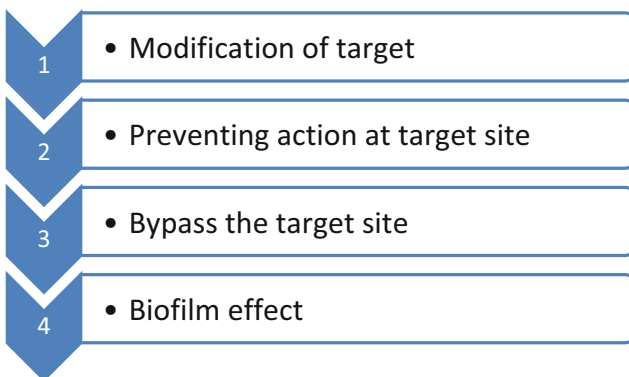 1 • Modification of target
2 • Preventing action at target site
3 • Bypass the target site
4 • Biofilm effect